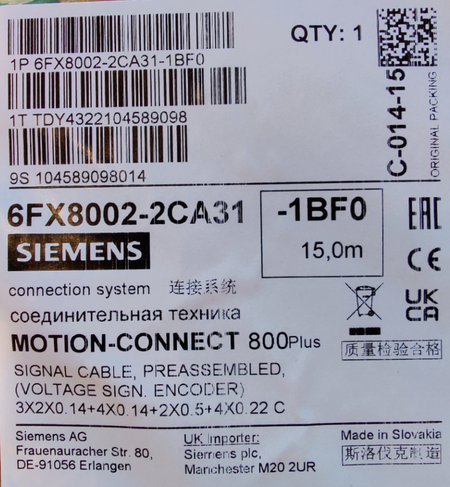 QTY: 1
1P 6FX8002-2CA31-1BF0
1T TDY4322104589098
9S 104589098014
C-014-15
ORIGINAL PACKING
6FX8002-2CA31 -1BF0
SIEMENS
15,0m
EAC
CE
connection system 连接系统
UK CA
соединительная техника
MOTION-CONNECT 800Plus
质量检验合格
SIGNAL CABLE, PREASSEMBLED,
(VOLTAGE SIGN. ENCODER)
3X2X0.14+4X0.14+2X0.5+4X0.22 C
Siemens AG
Frauenauracher Str. 80,
DE-91056 Erlangen
UK Importer:
Siemens plc,
Manchester M20 2UR
Made in Slovakia
斯洛伐克制造